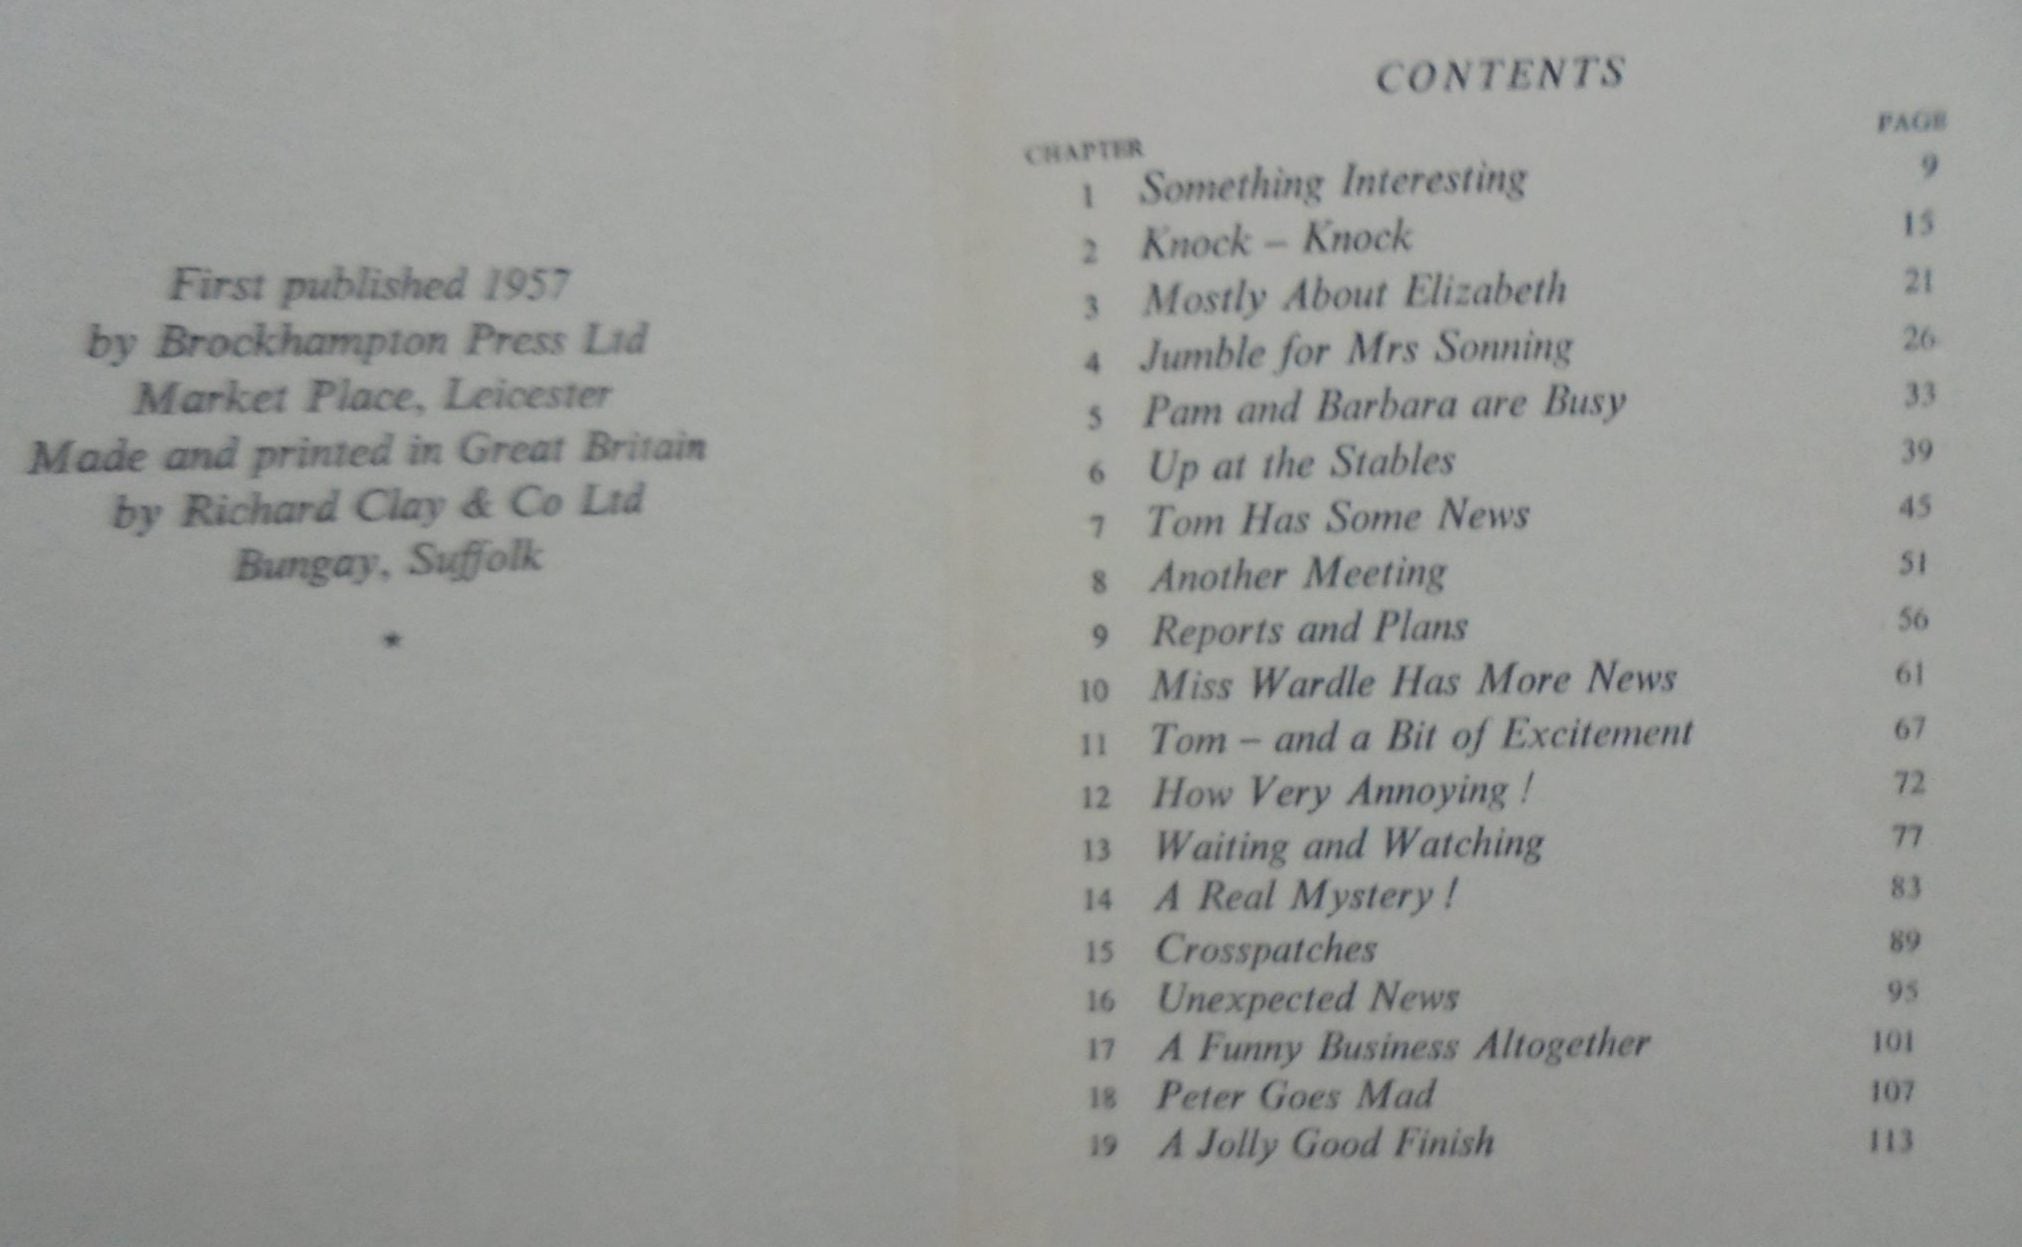 First published 1957
by Brockhampton Press Ltd
Market Place, Leicester
Made and printed in Great Britain
by Richard Clay & Co Ltd
Bungay, Suffolk
*
CONTENTS
CHAPTER PAGE
1 Something Interesting 9
2 Knock – Knock 15
3 Mostly About Elizabeth 21
4 Jumble for Mrs Sonning 26
5 Pam and Barbara are Busy 33
6 Up at the Stables 39
7 Tom Has Some News 45
8 Another Meeting 51
9 Reports and Plans 56
10 Miss Wardle Has More News 61
11 Tom – and a Bit of Excitement 67
12 How Very Annoying ! 72
13 Waiting and Watching 77
14 A Real Mystery ! 83
15 Crosspatches 89
16 Unexpected News 95
17 A Funny Business Altogether 101
18 Peter Goes Mad 107
19 A Jolly Good Finish 113